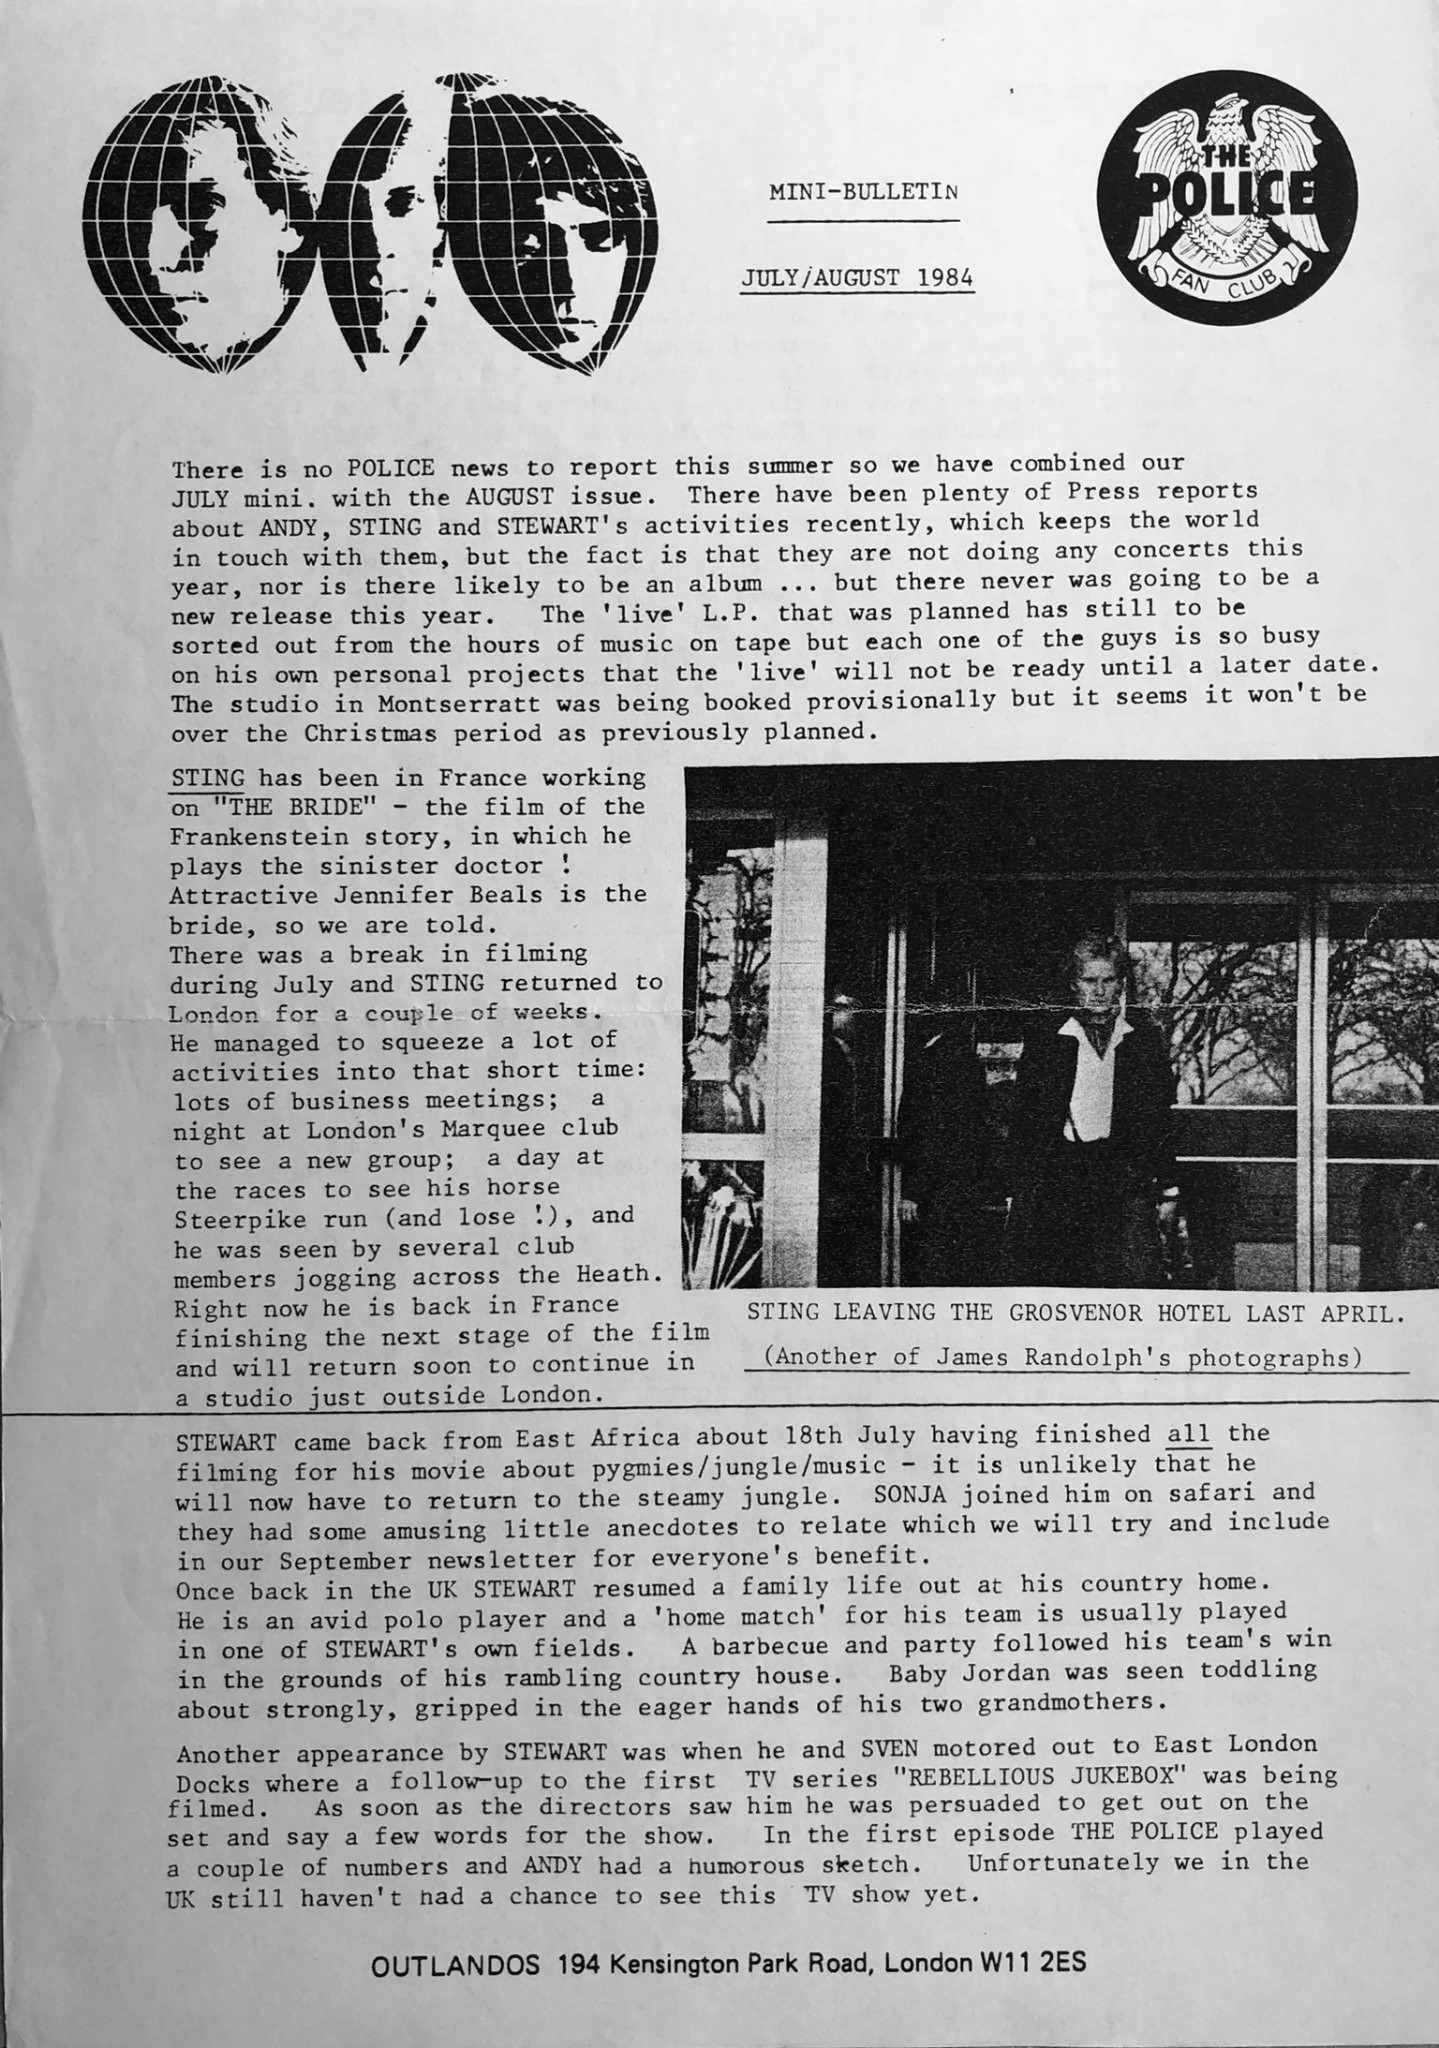 MINI-BULLETIN
JULY/AUGUST 1984
THE
POLICE
FAN CLUB
There is no POLICE news to report this summer so we have combined our
JULY mini. with the AUGUST issue. There have been plenty of Press reports
about ANDY, STING and STEWART's activities recently, which keeps the world
in touch with them, but the fact is that they are not doing any concerts this
year, nor is there likely to be an album ... but there never was going to be a
new release this year. The 'live' L.P. that was planned has still to be
sorted out from the hours of music on tape but each one of the guys is so busy
on his own personal projects that the 'live' will not be ready until a later date.
The studio in Montserratt was being booked provisionally but it seems it won't be
over the Christmas period as previously planned.
STING has been in France working
on "THE BRIDE" - the film of the
Frankenstein story, in which he
plays the sinister doctor !
Attractive Jennifer Beals is the
bride, so we are told.
There was a break in filming
during July and STING returned to
London for a couple of weeks.
He managed to squeeze a lot of
activities into that short time:
lots of business meetings; a
night at London's Marquee club
to see a new group; a day at
the races to see his horse
Steerpike run (and lose !), and
he was seen by several club
members jogging across the Heath.
Right now he is back in France
finishing the next stage of the film
and will return soon to continue in
a studio just outside London.
STING LEAVING THE GROSVENOR HOTEL LAST APRIL.
(Another of James Randolph's photographs)
STEWART came back from East Africa about 18th July having finished all the
filming for his movie about pygmies/jungle/music - it is unlikely that he
will now have to return to the steamy jungle. SONJA joined him on safari and
they had some amusing little anecdotes to relate which we will try and include
in our September newsletter for everyone's benefit.
Once back in the UK STEWART resumed a family life out at his country home.
He is an avid polo player and a 'home match' for his team is usually played
in one of STEWART's own fields. A barbecue and party followed his team's win
in the grounds of his rambling country house. Baby Jordan was seen toddling
about strongly, gripped in the eager hands of his two grandmothers.
Another appearance by STEWART was when he and SVEN motored out to East London
Docks where a follow-up to the first TV series "REBELLIOUS JUKEBOX" was being
filmed. As soon as the directors saw him he was persuaded to get out on the
set and say a few words for the show. In the first episode THE POLICE played
a couple of numbers and ANDY had a humorous sketch. Unfortunately we in the
UK still haven't had a chance to see this TV show yet.
OUTLANDOS 194 Kensington Park Road, London W11 2ES